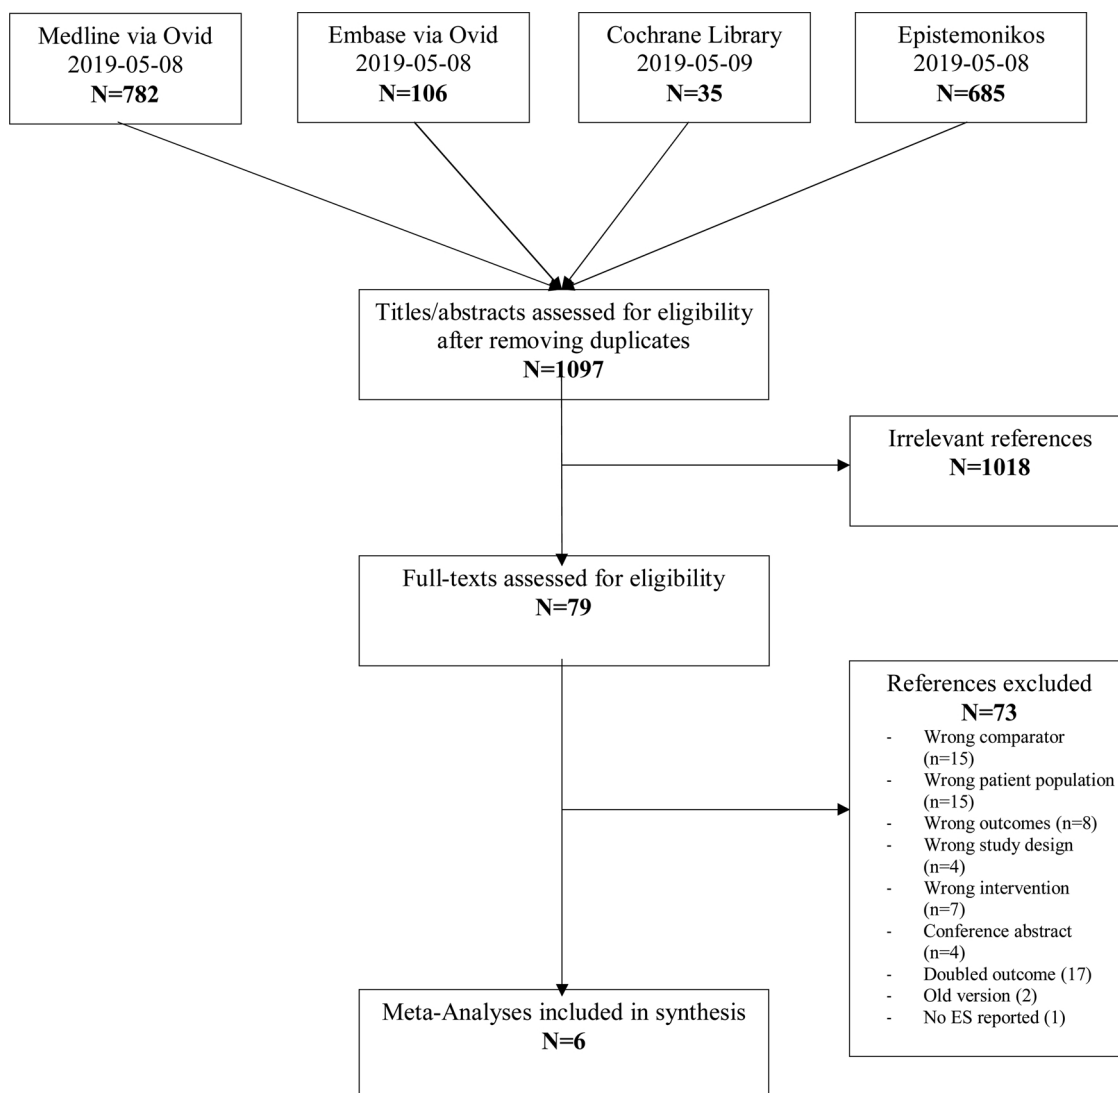 Medline via Ovid
2019-05-08
N=782
Embase via Ovid
2019-05-08
N=106
Cochrane Library
2019-05-09
N=35
Epistemonikos
2019-05-08
N=685
Titles/abstracts assessed for eligibility
after removing duplicates
N=1097
Irrelevant references
N=1018
Full-texts assessed for eligibility
N=79
References excluded
N=73
- Wrong comparator
(n=15)
- Wrong patient population
(n=15)
- Wrong outcomes (n=8)
- Wrong study design
(n=4)
- Wrong intervention
(n=7)
- Conference abstract
(n=4)
- Doubled outcome (17)
- Old version (2)
- No ES reported (1)
Meta-Analyses included in synthesis
N=6